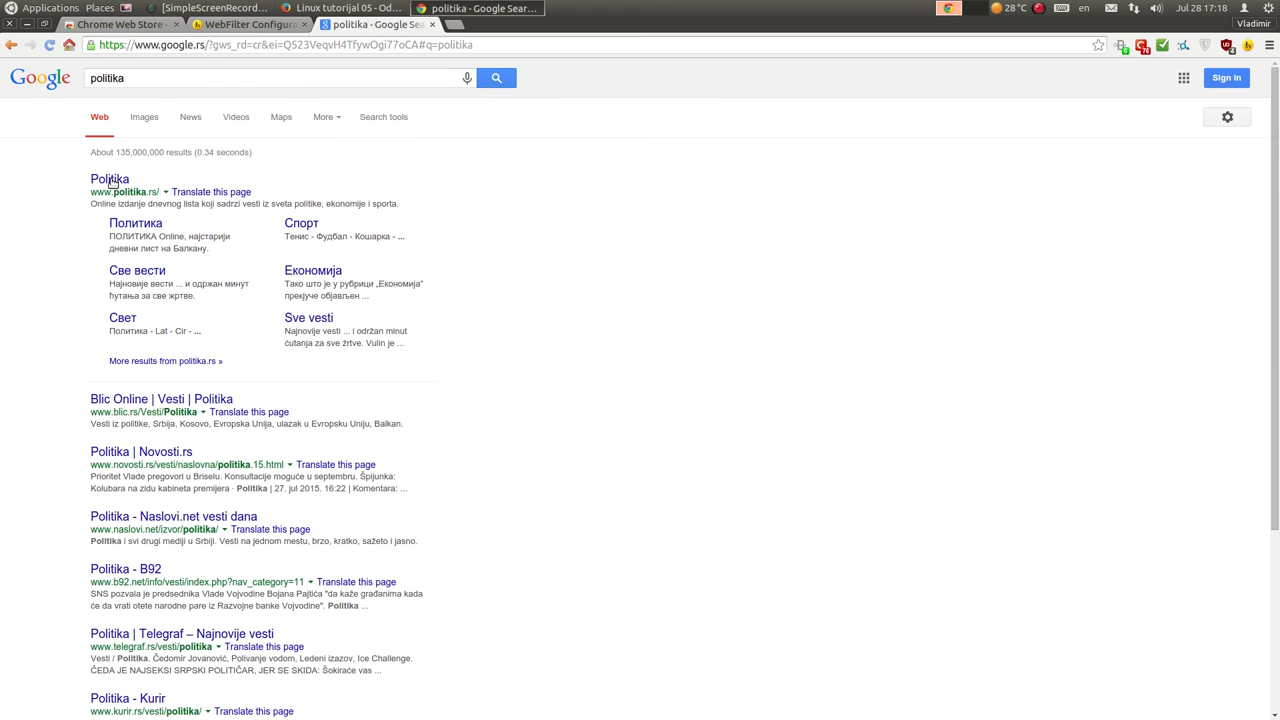 Applications Places System [SimpleScreenRecord... Linux tutorijal 05 - Od... politika - Google Sear... 28°C en Jul 28 17:18
Chrome Web Store - WebFilter Configura politika - Google Sea Vladimir
https://www.google.rs/?gws_rd=cr&ei=Q523VeqvH4TfywOgi77oCA#q=politika
Google politika Sign in
Web Images News Videos Maps More Search tools
About 135,000,000 results (0.34 seconds)
Politika
www.politika.rs/ Translate this page
Online izdanje dnevnog lista koji sadrzi vesti iz sveta politike, ekonomije i sporta.
Политика
ПОЛИТИКА Online, најстарији
дневни лист на Балкану.
Спорт
Тенис - Фудбал - Кошарка - ...
Све вести
Најновије вести ... и одржан минут
ћутања за све жртве.
Економија
Тако што је у рубрици „Економија”
прекјуче објављен ...
Свет
Политика - Lat - Cir - ...
Sve vesti
Najnovije vesti ... i održan minut
ćutanja za sve žrtve. Vulin je ...
More results from politika.rs »
Blic Online | Vesti | Politika
www.blic.rs/Vesti/Politika Translate this page
Vesti iz politike, Srbija, Kosovo, Evropska Unija, ulazak u Evropsku Uniju, Balkan.
Politika | Novosti.rs
www.novosti.rs/vesti/naslovna/politika.15.html Translate this page
Prioritet Vlade pregovori u Briselu. Konsultacije moguće u septembru. Špijunka:
Kolubara na zidu kabineta premijera · Politika | 27. jul 2015. 16:22 | Komentara: ...
Politika - Naslovi.net vesti dana
www.naslovi.net/izvor/politika/ Translate this page
Politika i svi drugi mediji u Srbiji. Vesti na jednom mestu, brzo, kratko, sažeto i jasno.
Politika - B92
www.b92.net/info/vesti/index.php?nav_category=11 Translate this page
SNS pozvala je predsednika Vlade Vojvodine Bojana Pajtića "da kaže građanima kada
će da vrati otete narodne pare iz Razvojne banke Vojvodine". Politika ...
Politika | Telegraf – Najnovije vesti
www.telegraf.rs/vesti/politika Translate this page
Vesti / Politika. Čedomir Jovanović, Polivanje vodom, Ledeni izazov, Ice Challenge.
ČEDA JE NAJSEKSI SRPSKI POLITIČAR, JER SE SKIDA: Šokiraće vas ...
Politika - Kurir
www.kurir.rs/vesti/politika/ Translate this page